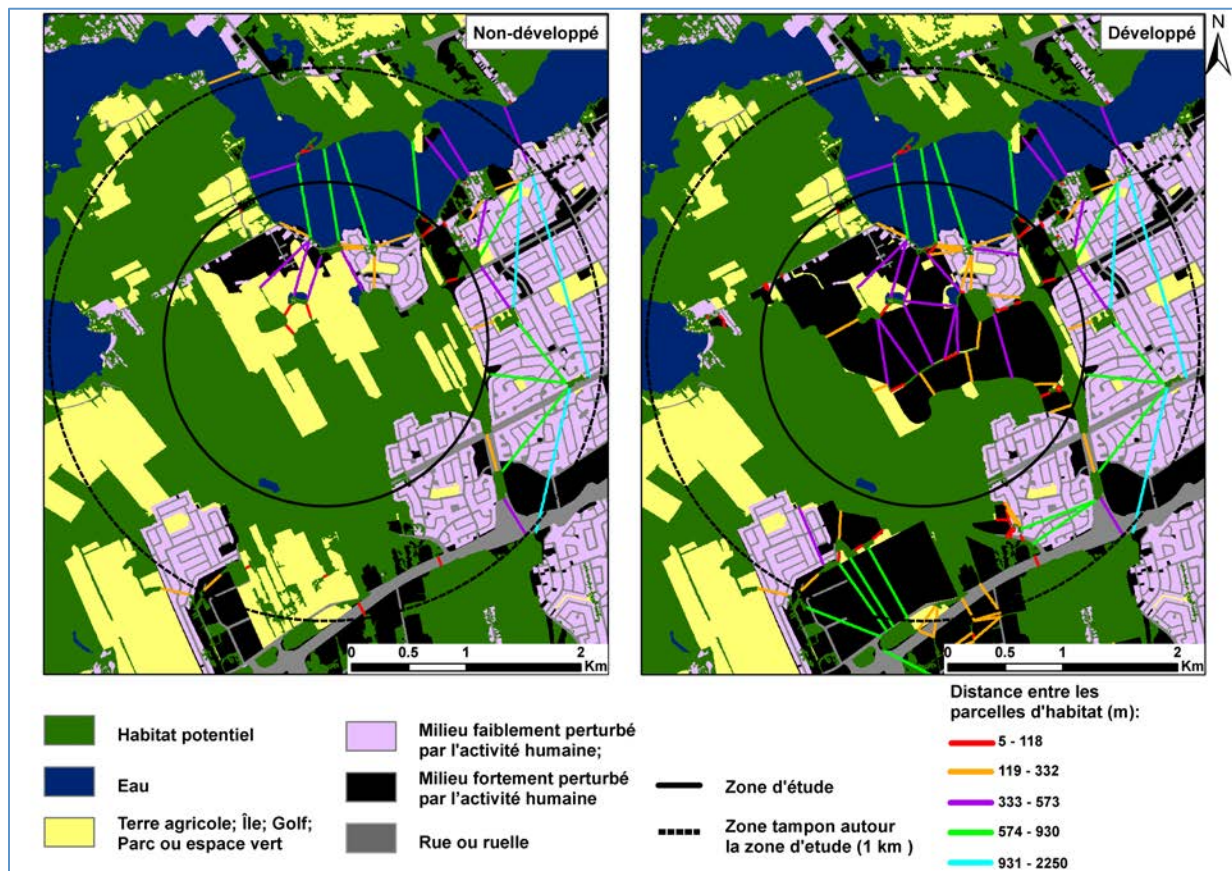 Non-développé
Développé
N
0 0.5 1 2
Km
0 0.5 1 2
Km
Habitat potentiel
Eau
Terre agricole; Île; Golf;
Parc ou espace vert
Milieu faiblement perturbé
par l'activité humaine;
Milieu fortement perturbé
par l'activité humaine
Rue ou ruelle
Zone d'étude
Zone tampon autour
la zone d'etude (1 km )
Distance entre les
parcelles d'habitat (m):
5 - 118
119 - 332
333 - 573
574 - 930
931 - 2250